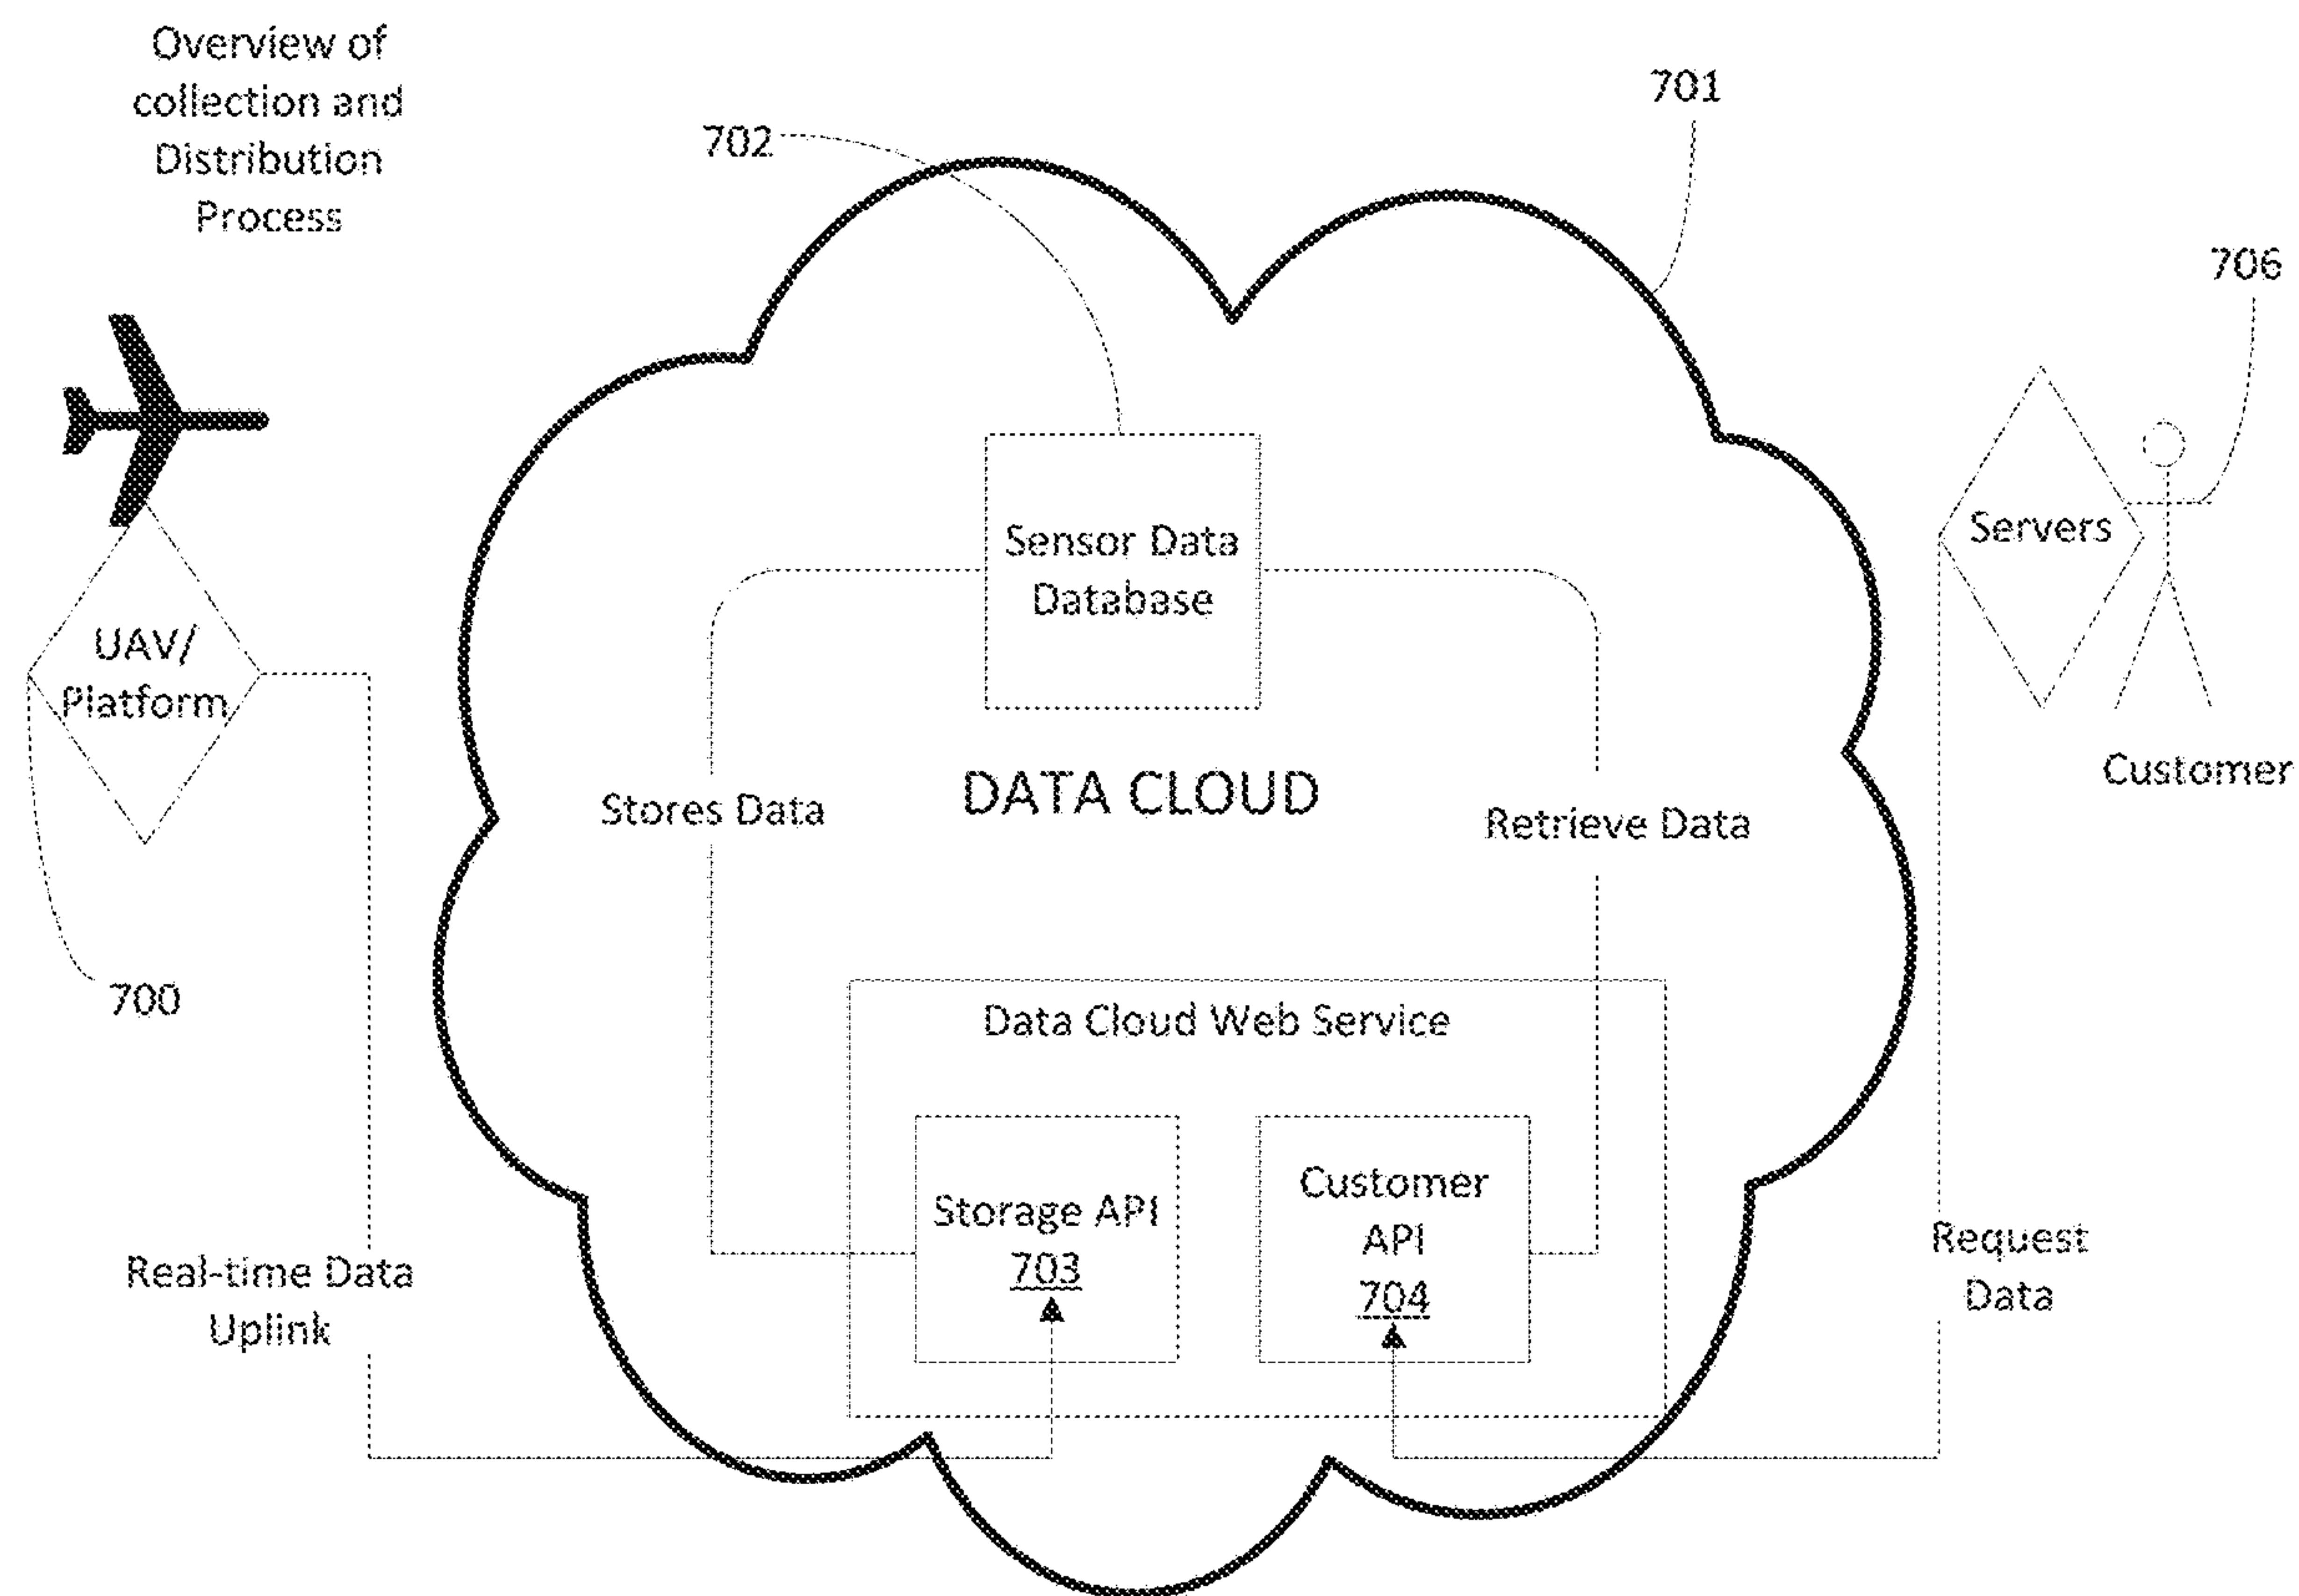 Overview of
collection and
Distribution
Process
701
702
706
Sensor Data
Database
Servers
UAV/
Platform
DATA CLOUD
Customer
Stores Data
Retrieve Data
700
Data Cloud Web Service
Storage API
703
Customer
API
704
Real-time Data
Uplink
Request
Data